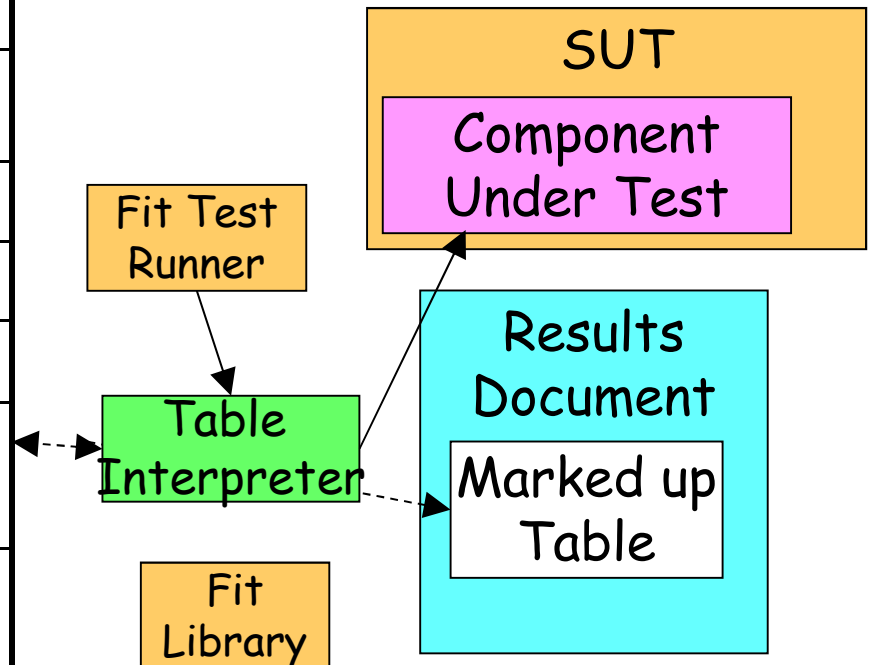 SUT
Component
Under Test
Fit Test
Runner
Results
Document
Table
Interpreter
Marked up
Table
Fit
Library